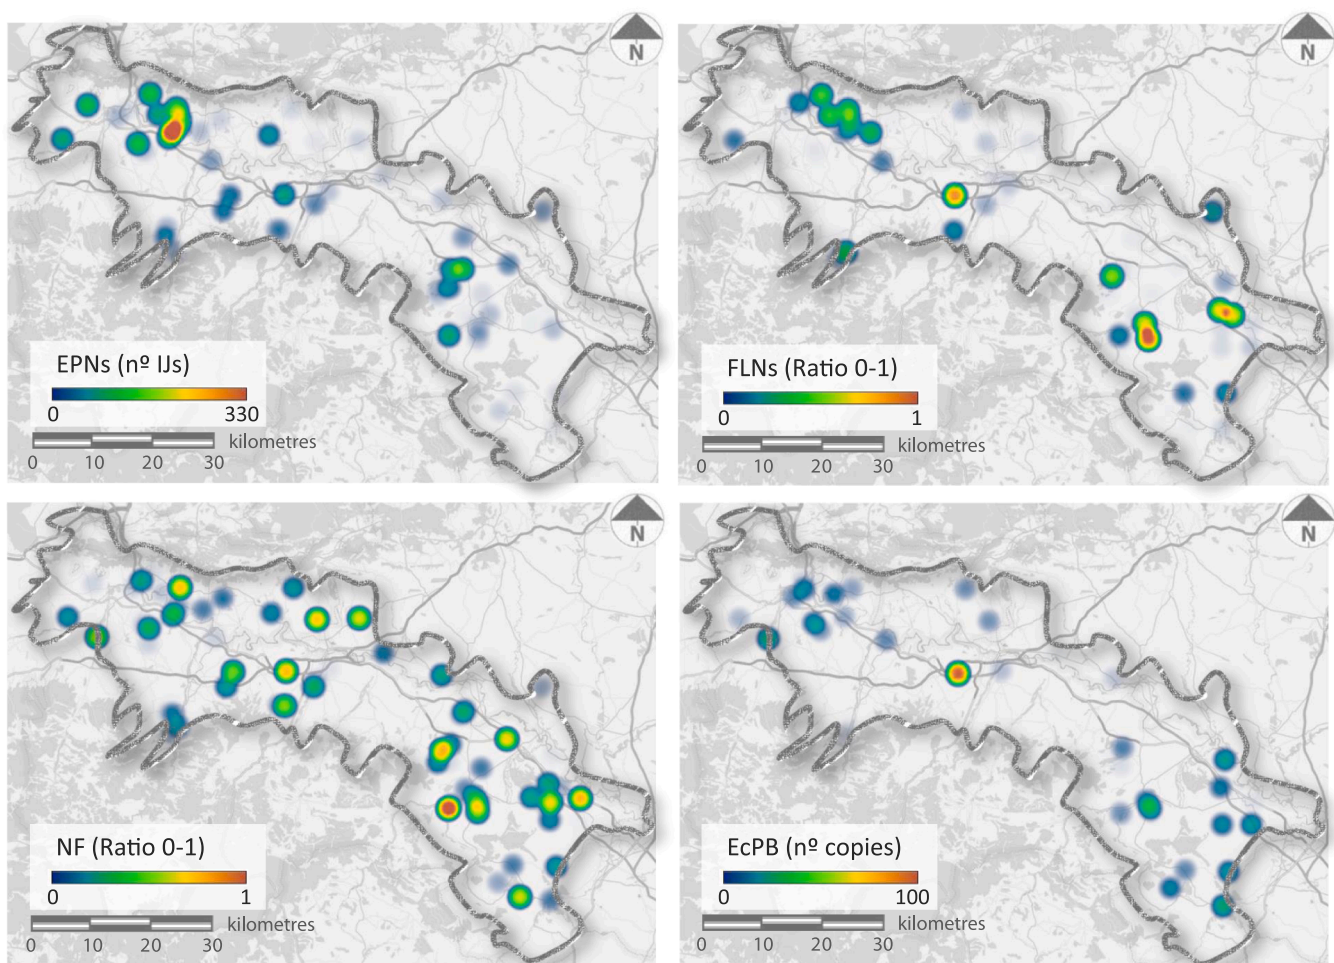 N
EPNs (nº IJs)
0 330
kilometres
0 10 20 30
N
FLNs (Ratio 0-1)
0 1
kilometres
0 10 20 30
N
NF (Ratio 0-1)
0 1
kilometres
0 10 20 30
N
EcPB (nº copies)
0 100
kilometres
0 10 20 30